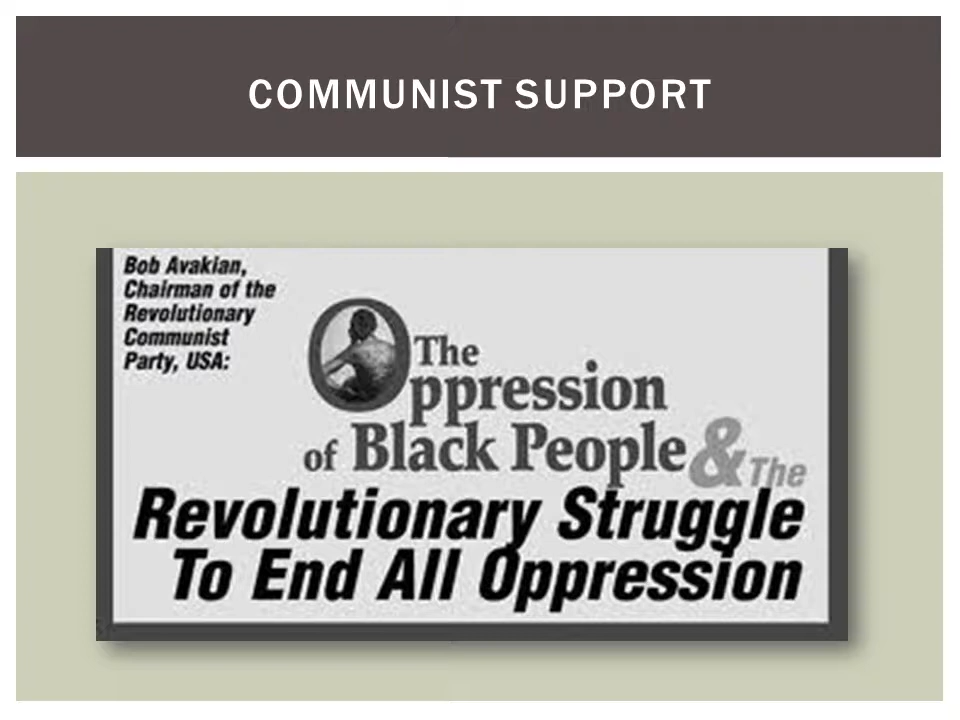 COMMUNIST SUPPORT
Bob Avakian,
Chairman of the
Revolutionary
Communist
Party, USA:
The
Oppression
of Black People & The
Revolutionary Struggle
To End All Oppression